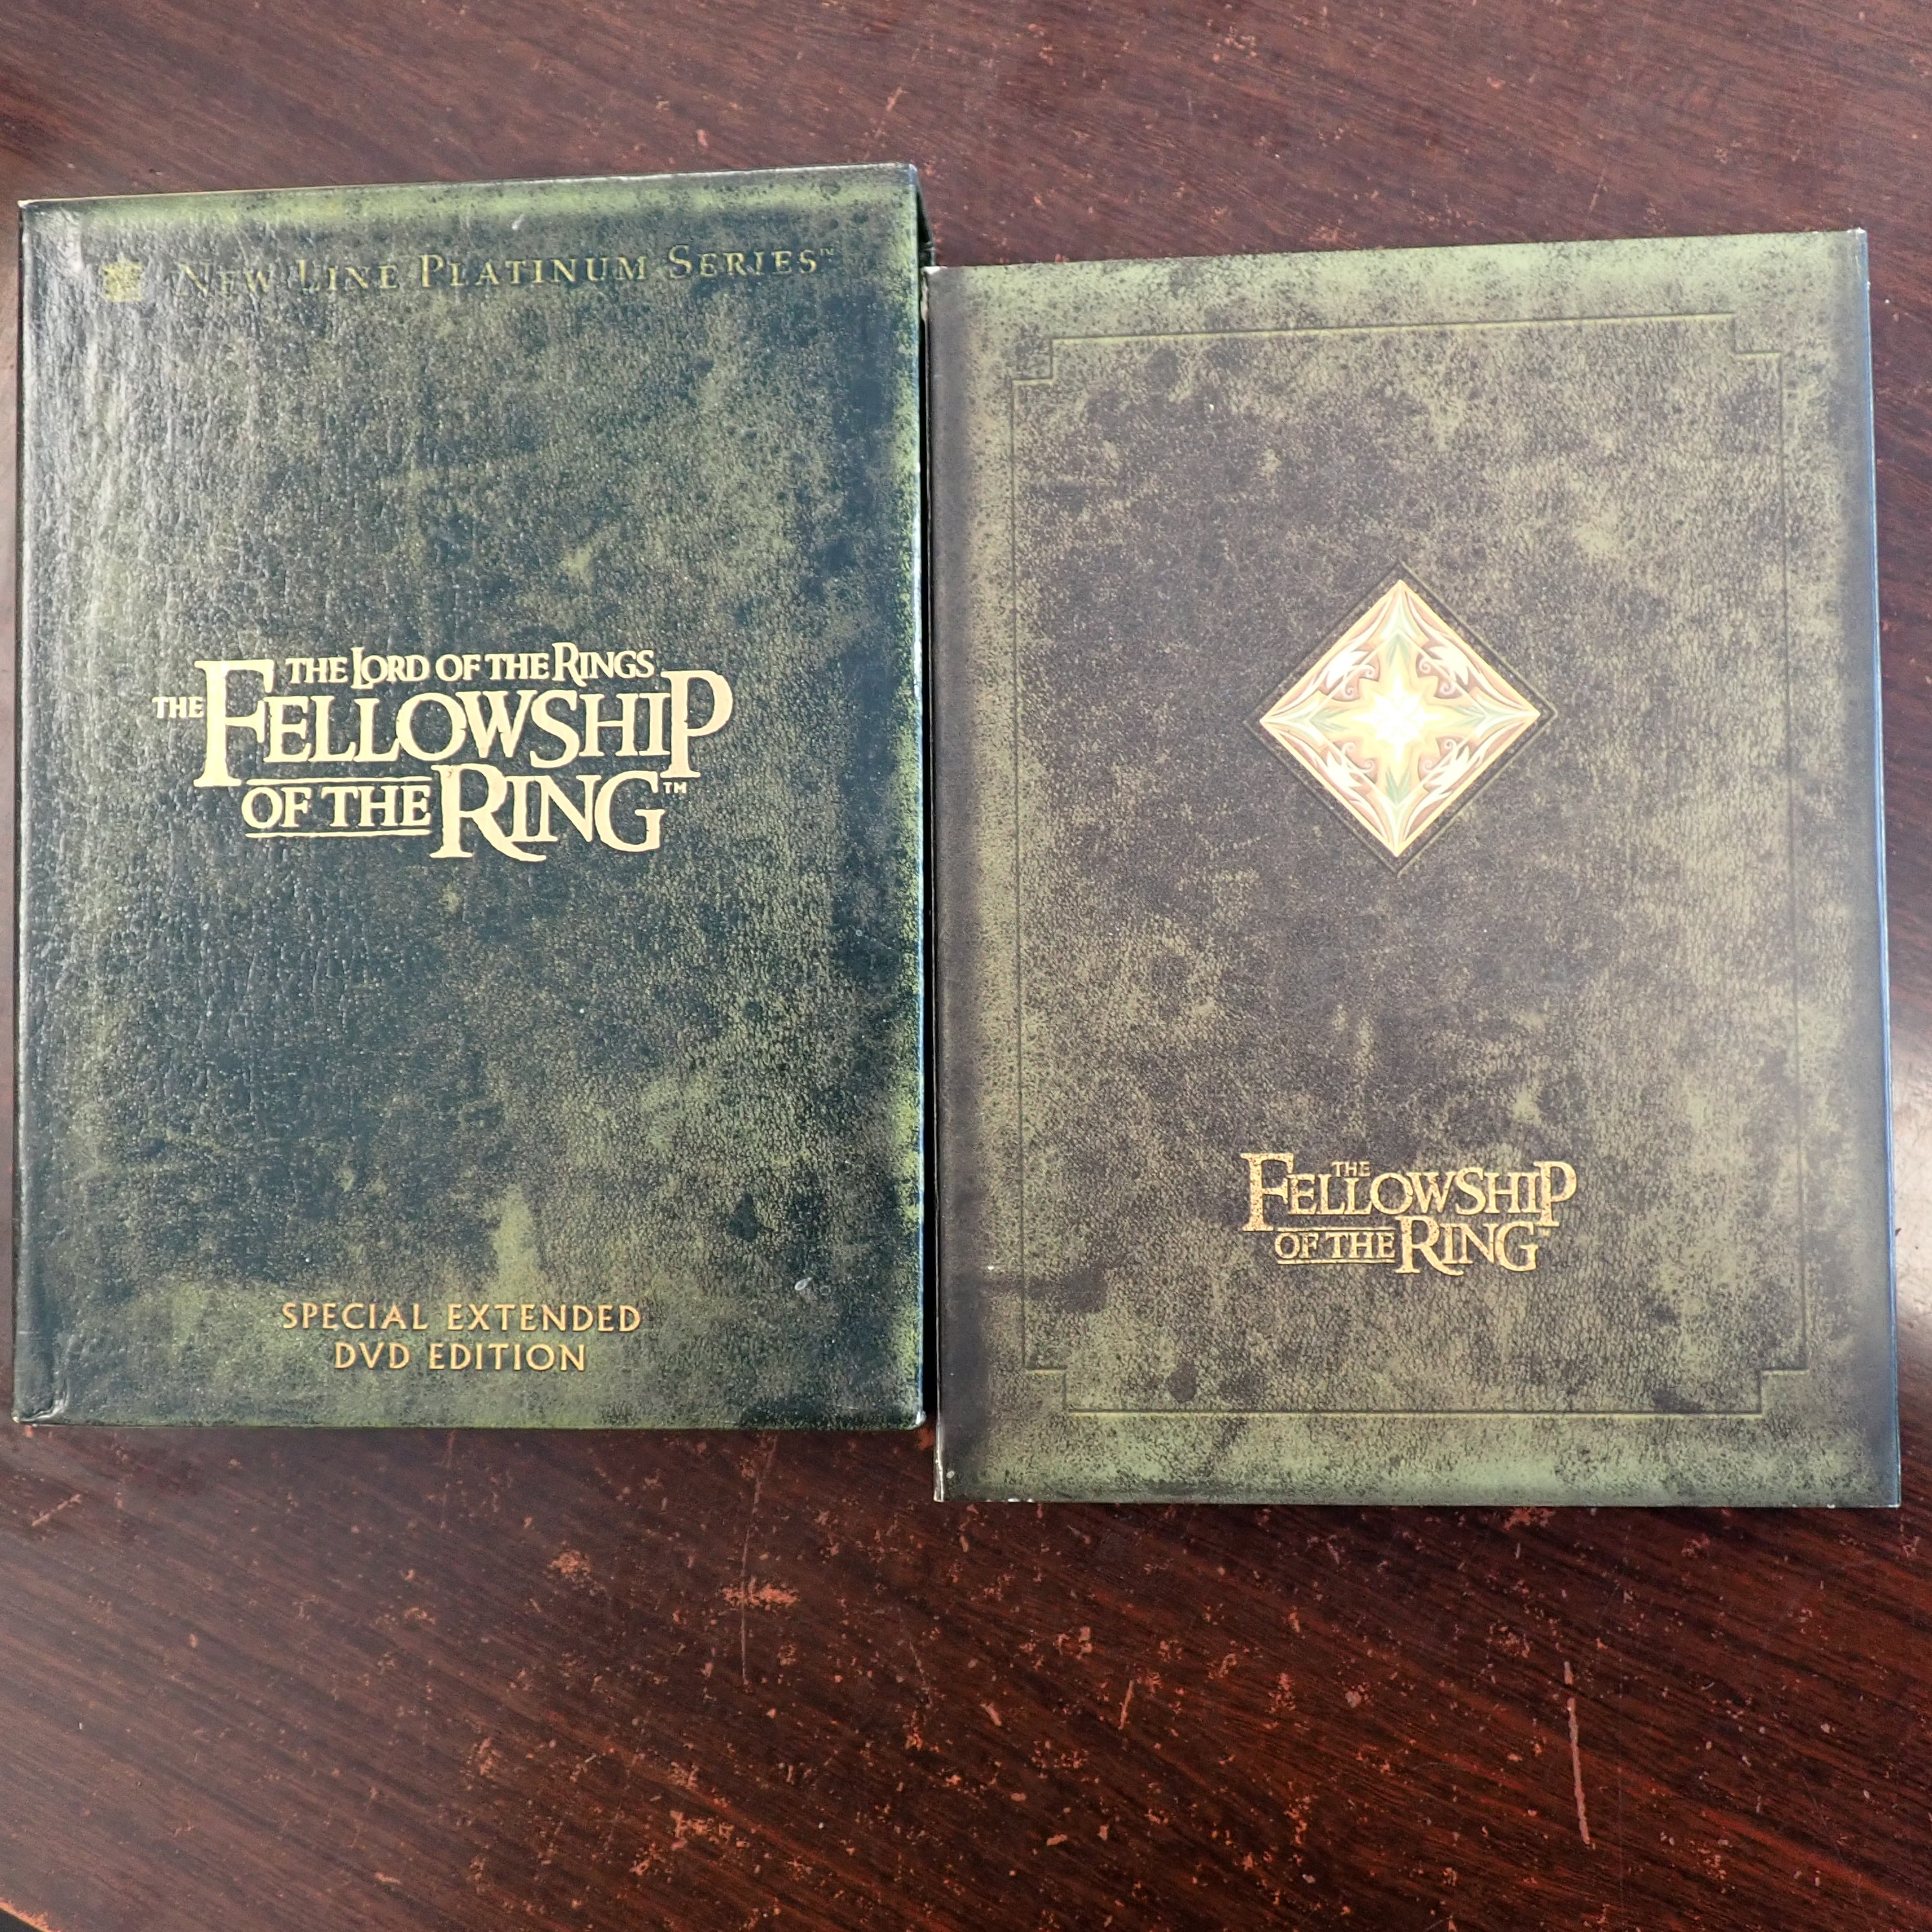 NEW LINE PLATINUM SERIES™
THE LORD OF THE RINGS
THE FELLOWSHIP
OF THE RING™
SPECIAL EXTENDED
DVD EDITION
THE
FELLOWSHIP
OF THE RING™